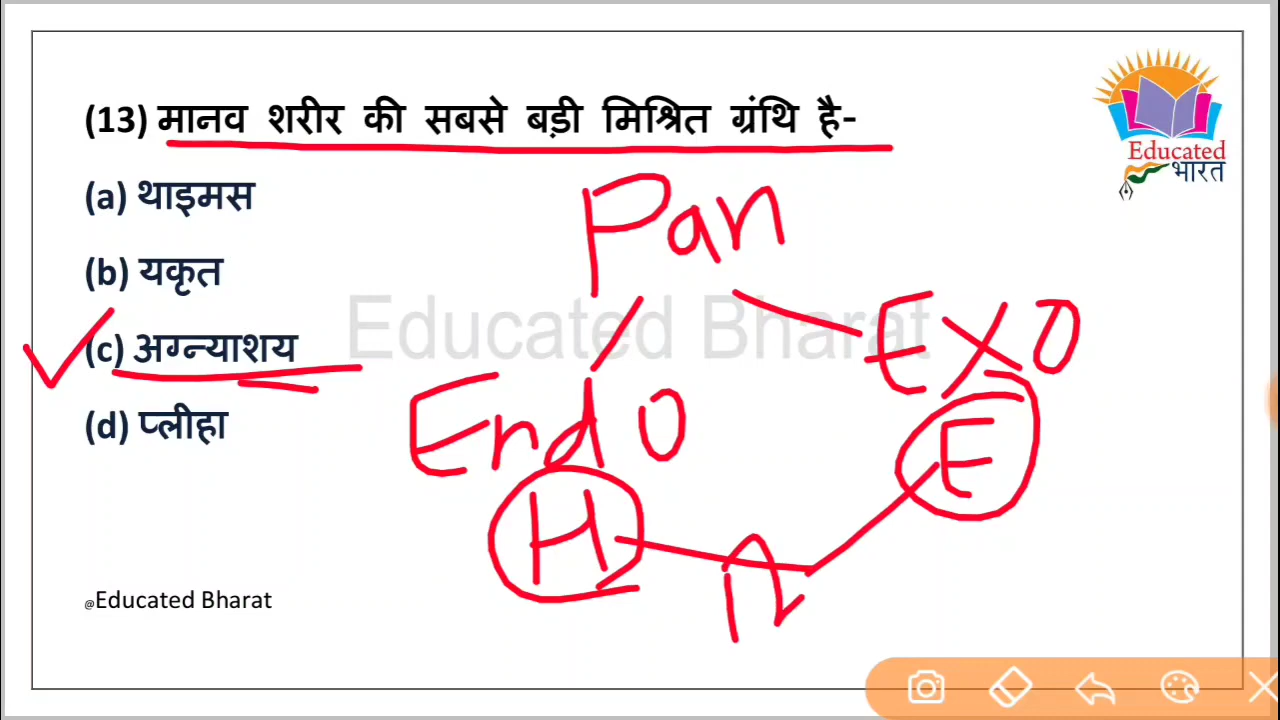 (13) मानव शरीर की सबसे बड़ी मिश्रित ग्रंथि है-
(a) थाइमस
(b) यकृत
(c) अग्न्याशय
(d) प्लीहा
Pan
Endo
Exo
H
E
Educated Bharat
Educated
भारत
@Educated Bharat